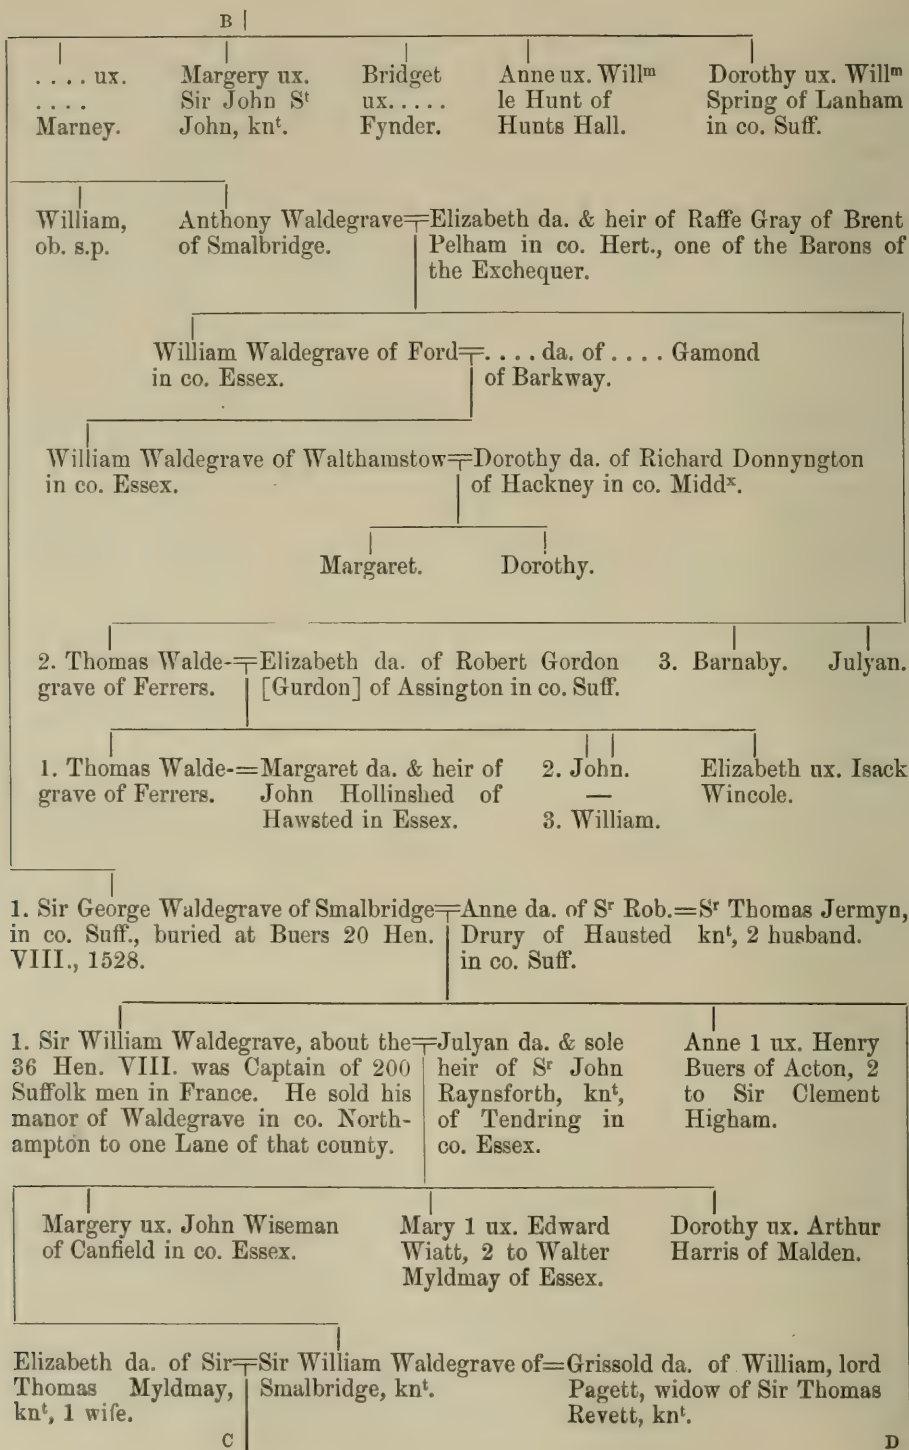 B
. . . . ux. Margery ux. Bridget Anne ux. Willᵐ Dorothy ux. Willᵐ
. . . . Sir John Sᵗ ux. . . . . le Hunt of Spring of Lanham
Marney. John, knᵗ. Fynder. Hunts Hall. in co. Suff.
William, Anthony Waldegrave=Elizabeth da. & heir of Raffe Gray of Brent
ob. s.p. of Smalbridge. Pelham in co. Hert., one of the Barons of
the Exchequer.
William Waldegrave of Ford=. . . . da. of . . . . Gamond
in co. Essex. of Barkway.
William Waldegrave of Walthamstow=Dorothy da. of Richard Donnyngton
in co. Essex. of Hackney in co. Middˣ.
Margaret. Dorothy.
2. Thomas Walde-=Elizabeth da. of Robert Gordon 3. Barnaby. Julyan.
grave of Ferrers. [Gurdon] of Assington in co. Suff.
1. Thomas Walde-=Margaret da. & heir of 2. John. Elizabeth ux. Isack
grave of Ferrers. John Hollinshed of — Wincole.
Hawsted in Essex. 3. William.
1. Sir George Waldegrave of Smalbridge=Anne da. of Sʳ Rob.=Sʳ Thomas Jermyn,
in co. Suff., buried at Buers 20 Hen. Drury of Hausted knᵗ, 2 husband.
VIII., 1528. in co. Suff.
1. Sir William Waldegrave, about the=Julyan da. & sole Anne 1 ux. Henry
36 Hen. VIII. was Captain of 200 heir of Sʳ John Buers of Acton, 2
Suffolk men in France. He sold his Raynsforth, knᵗ, to Sir Clement
manor of Waldegrave in co. North- of Tendring in Higham.
ampton to one Lane of that county. co. Essex.
Margery ux. John Wiseman Mary 1 ux. Edward Dorothy ux. Arthur
of Canfield in co. Essex. Wiatt, 2 to Walter Harris of Malden.
Myldmay of Essex.
Elizabeth da. of Sir=Sir William Waldegrave of=Grissold da. of William, lord
Thomas Myldmay, Smalbridge, knᵗ. Pagett, widow of Sir Thomas
knᵗ, 1 wife. Revett, knᵗ.
C D